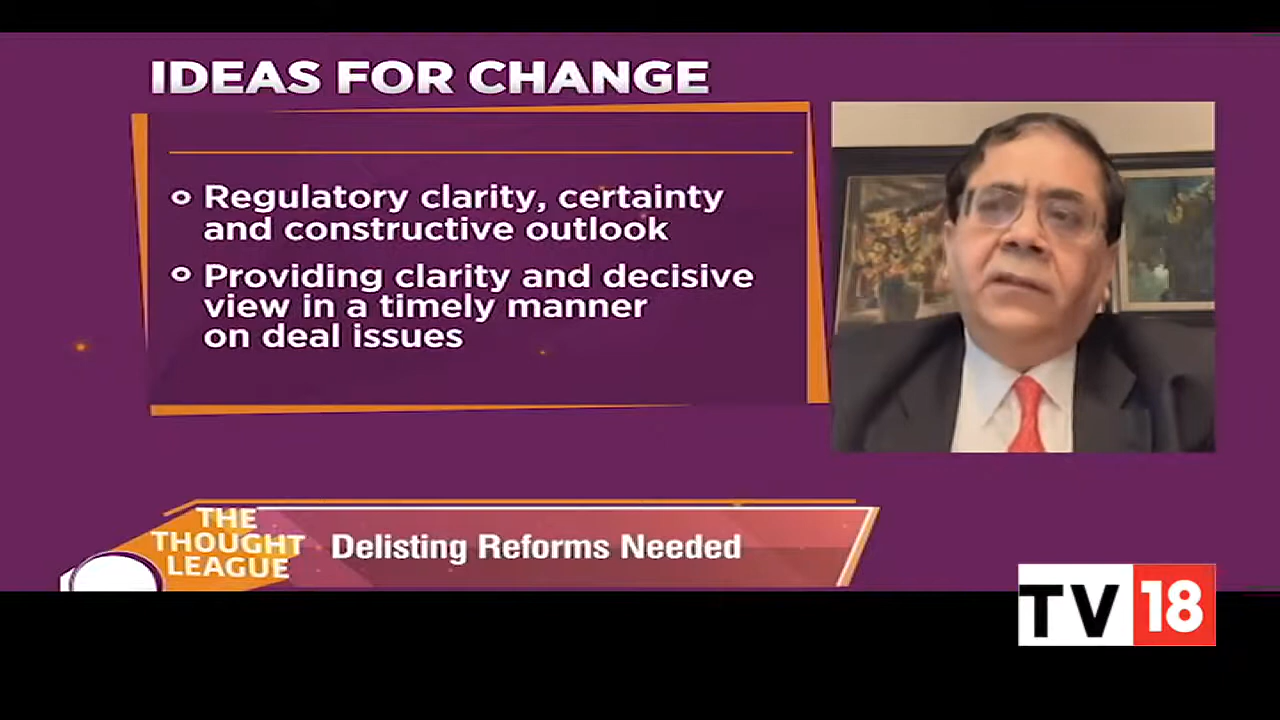 IDEAS FOR CHANGE
Regulatory clarity, certainty
and constructive outlook
Providing clarity and decisive
view in a timely manner
on deal issues
THE
THOUGHT
LEAGUE
Delisting Reforms Needed
TV18